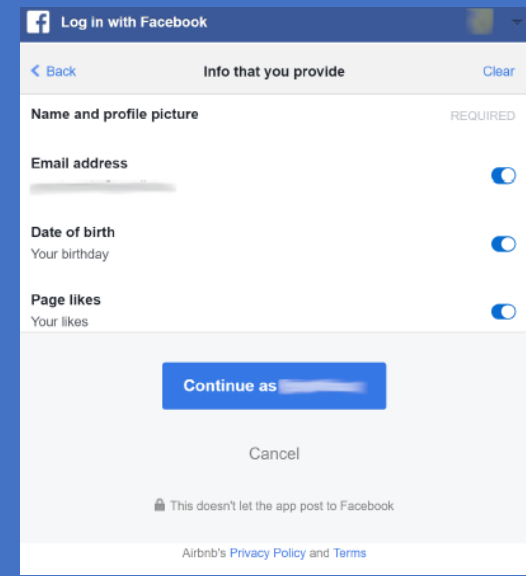 Log in with Facebook
Back Info that you provide Clear
Name and profile picture REQUIRED
Email address
Date of birth
Your birthday
Page likes
Your likes
Continue as
Cancel
This doesn't let the app post to Facebook
Airbnb's Privacy Policy and Terms